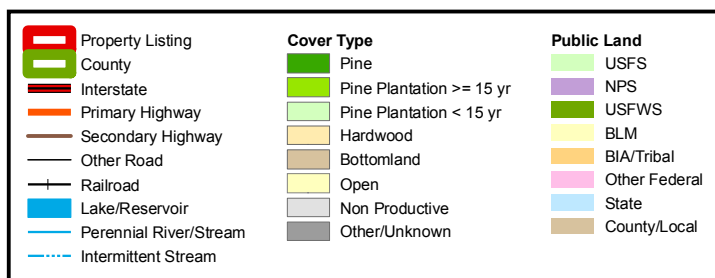 Property Listing
County
Interstate
Primary Highway
Secondary Highway
Other Road
Railroad
Lake/Reservoir
Perennial River/Stream
Intermittent Stream
Cover Type
Pine
Pine Plantation >= 15 yr
Pine Plantation < 15 yr
Hardwood
Bottomland
Open
Non Productive
Other/Unknown
Public Land
USFS
NPS
USFWS
BLM
BIA/Tribal
Other Federal
State
County/Local